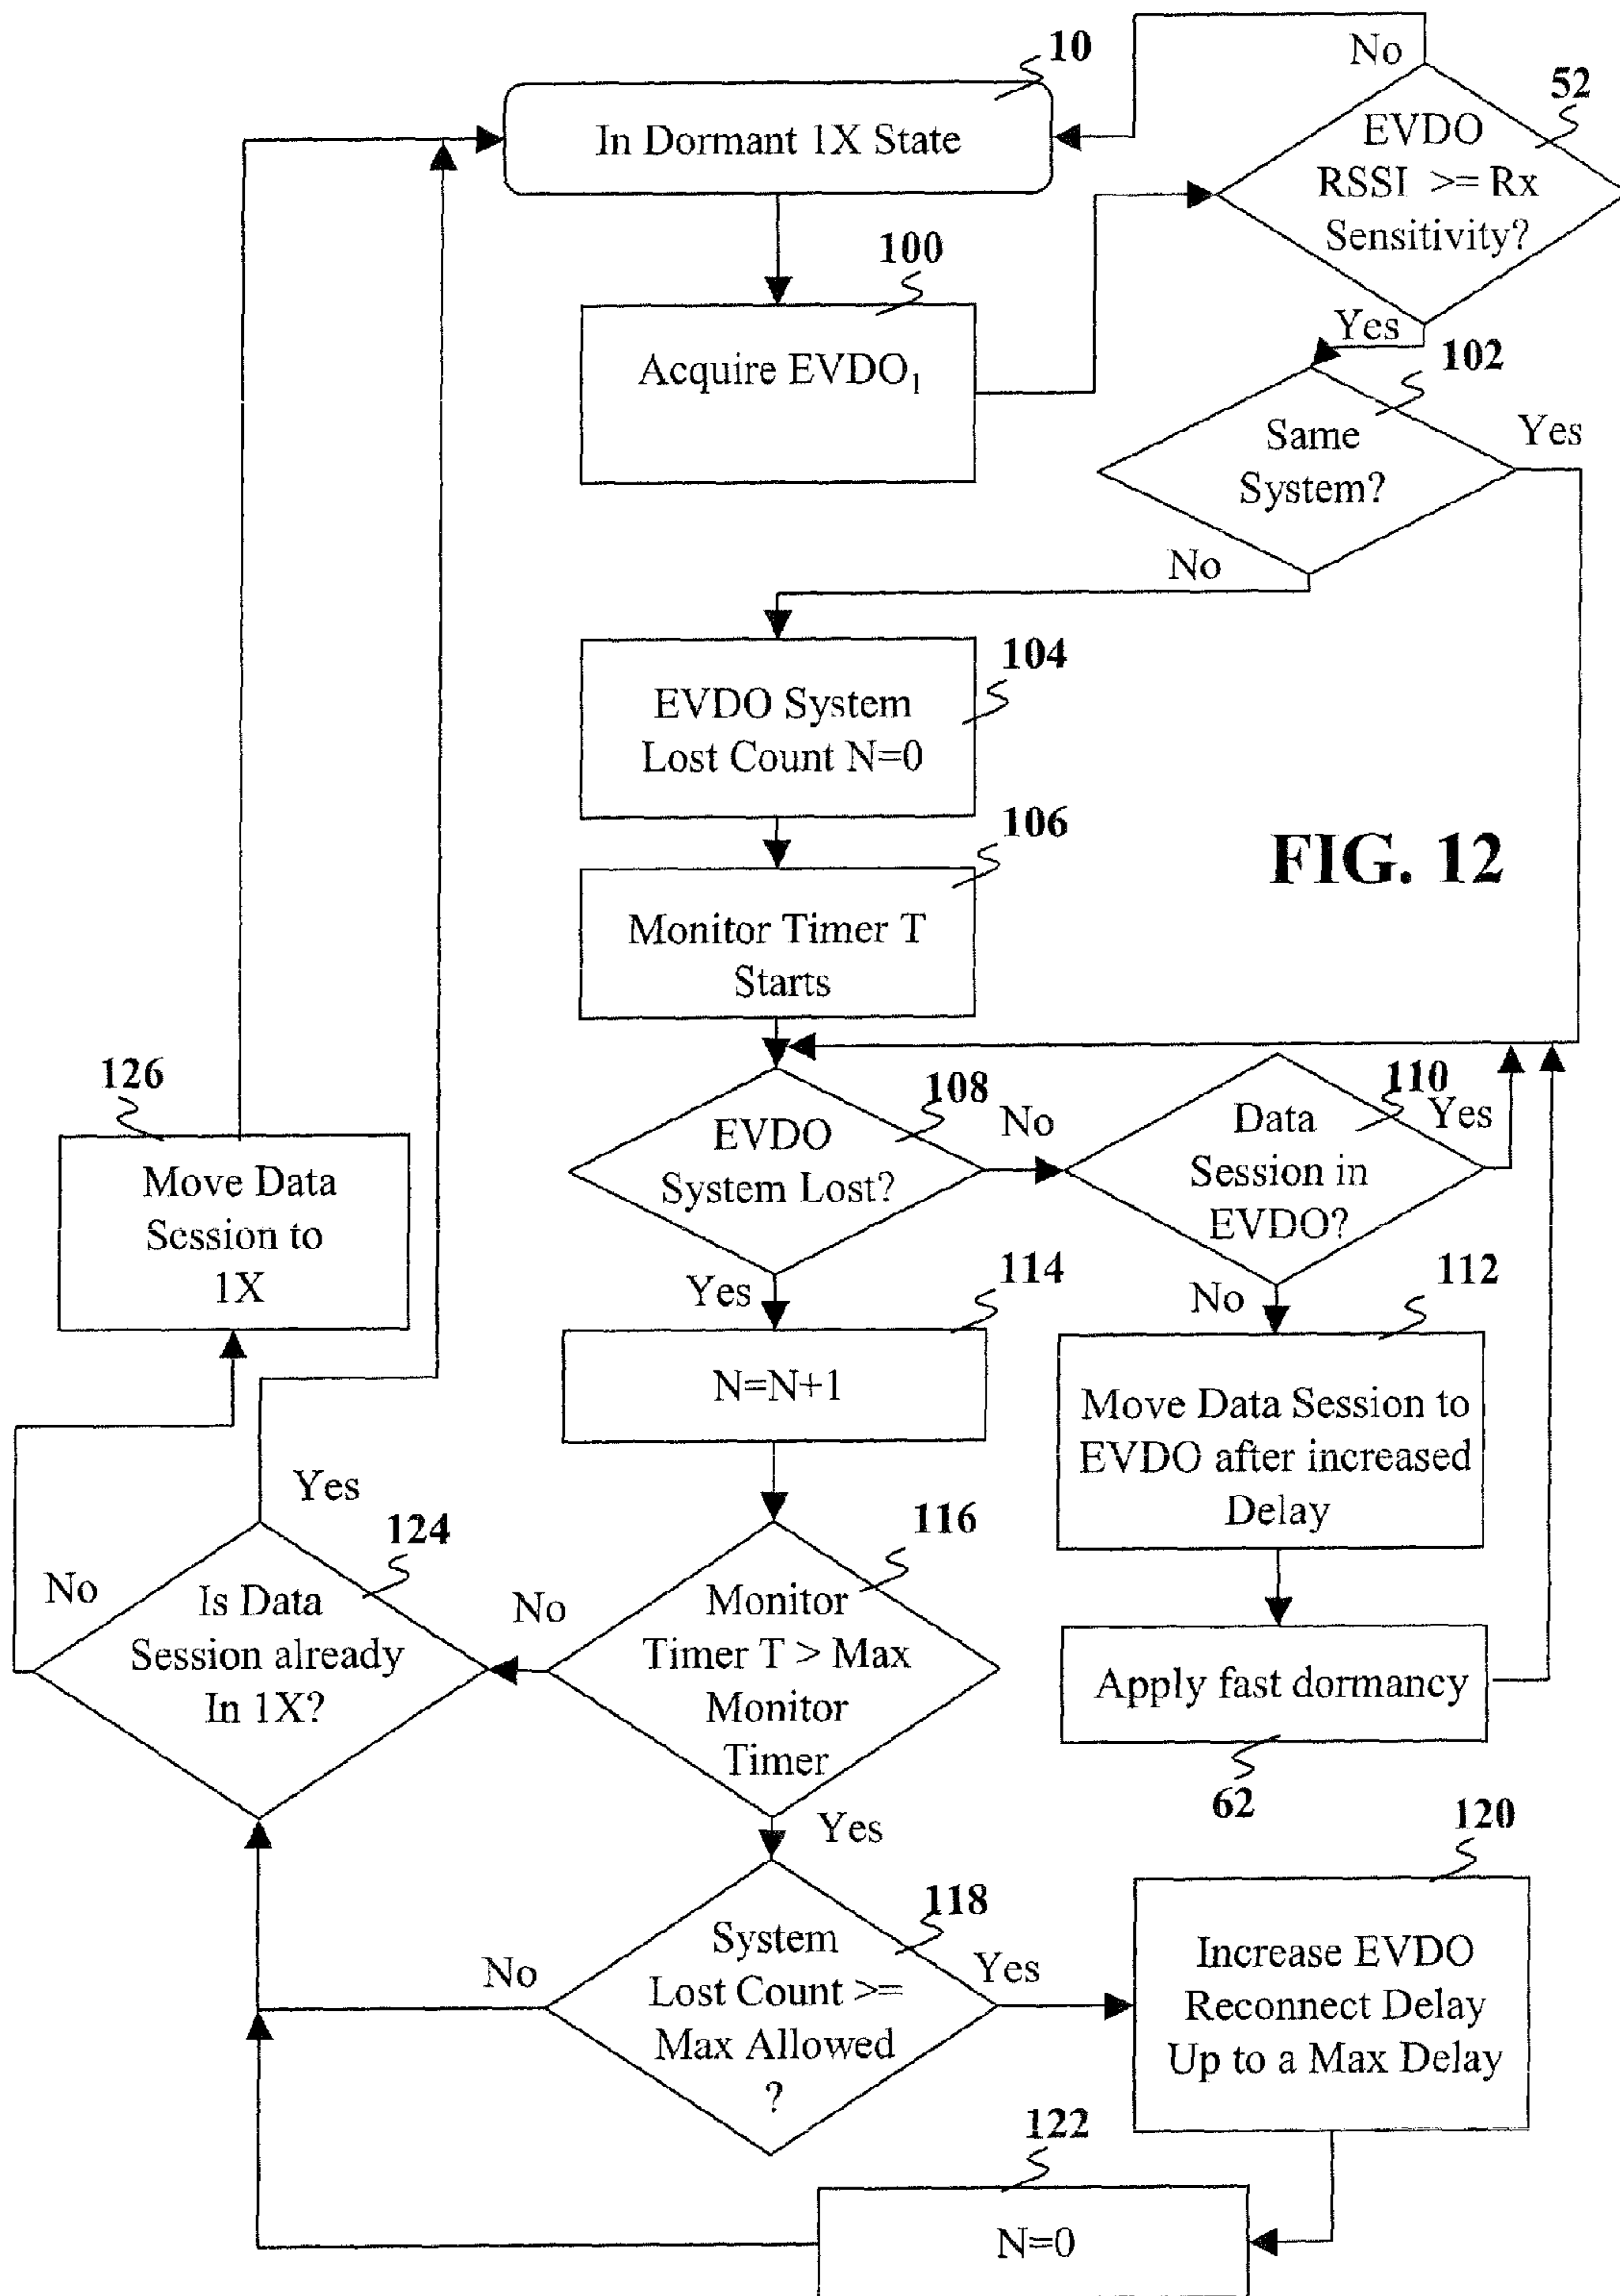 10
No
52
In Dormant 1X State
EVDO
RSSI >= Rx
Sensitivity?
100
Yes
Acquire EVDO₁
102
Same
System?
Yes
No
104
EVDO System
Lost Count N=0
106
FIG. 12
Monitor Timer T
Starts
126
Move Data
Session to
1X
108
EVDO
System Lost?
No
110
Data
Session in
EVDO?
Yes
Yes
114
No
112
N=N+1
Move Data Session to
EVDO after increased
Delay
Yes
124
No
Is Data
Session already
In 1X?
No
116
Monitor
Timer T > Max
Monitor
Timer
Apply fast dormancy
62
Yes
120
118
System
Lost Count >=
Max Allowed
?
No
Yes
Increase EVDO
Reconnect Delay
Up to a Max Delay
122
N=0